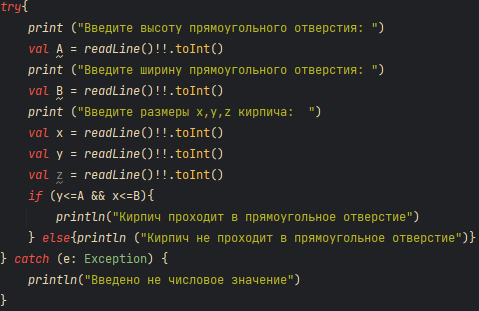 try{
print ("Введите высоту прямоугольного отверстия: ")
val A = readLine()!!.toInt()
print ("Введите ширину прямоугольного отверстия: ")
val B = readLine()!!.toInt()
print ("Введите размеры x,y,z кирпича:  ")
val x = readLine()!!.toInt()
val y = readLine()!!.toInt()
val z = readLine()!!.toInt()
if (y<=A && x<=B){
println("Кирпич проходит в прямоугольное отверстие")
} else{println ("Кирпич не проходит в прямоугольное отверстие")}
} catch (e: Exception) {
println("Введено не числовое значение")
}